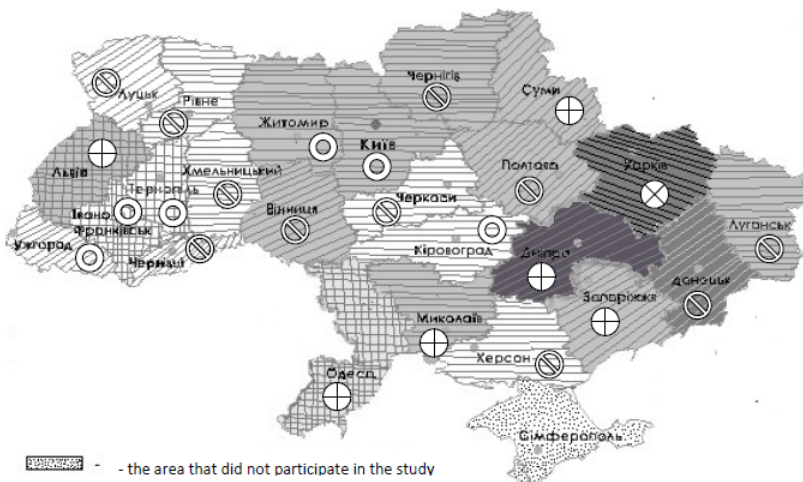 Луцьк
Рівне
Житомир
Київ
Чернігів
Суми
Львів
Тернопіль
Хмельницький
Вінниця
Черкаси
Полтава
Харків
Луганськ
Івано
Франківськ
Ужгород
Чернівці
Кіровоград
Дніпро
Донецьк
Запоріжжя
Миколаїв
Херсон
Одеса
Сімферополь
- - the area that did not participate in the study